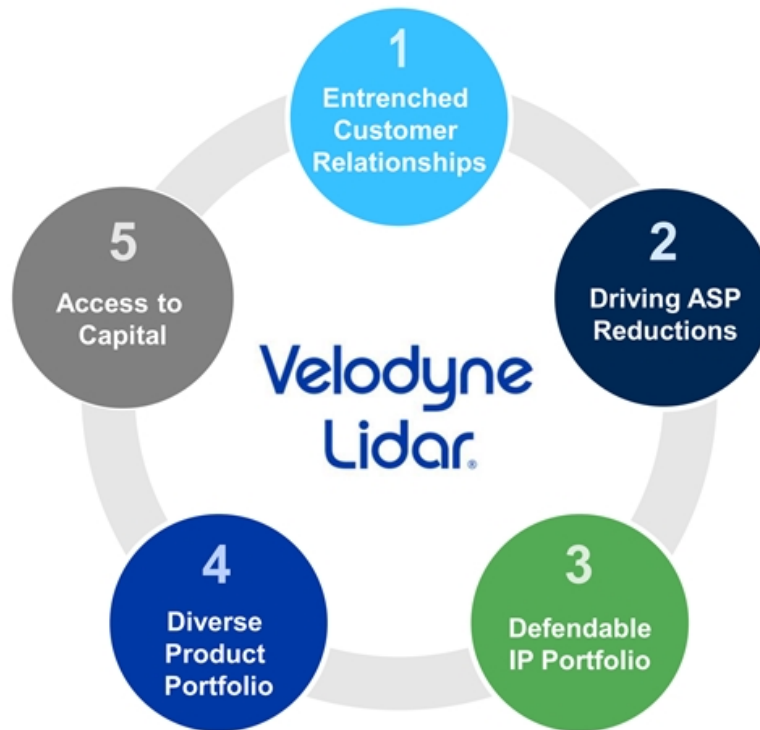 1
Entrenched
Customer
Relationships
2
Driving ASP
Reductions
3
Defendable
IP Portfolio
4
Diverse
Product
Portfolio
5
Access to
Capital
Velodyne
Lidar®